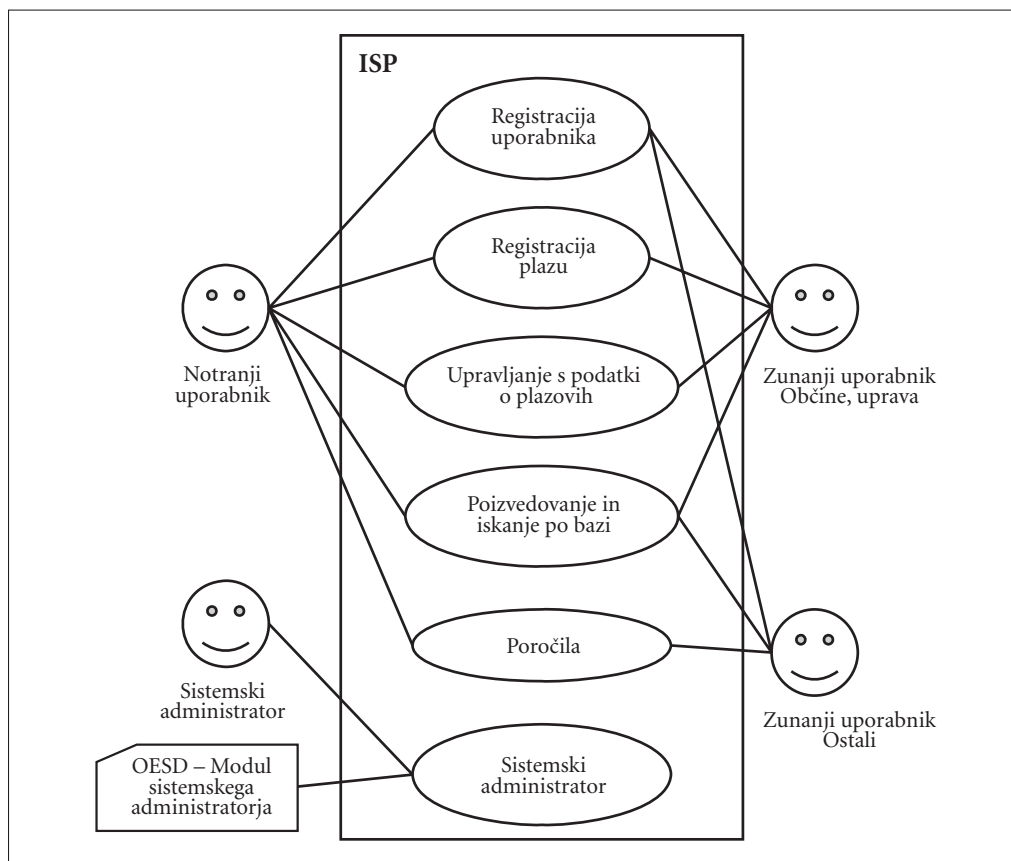 ISP
Registracija
uporabnika
Registracija
plazu
Notranji
uporabnik
Upravljanje s podatki
o plazovih
Zunanji uporabnik
Občine, uprava
Poizvedovanje in
iskanje po bazi
Poročila
Sistemski
administrator
Zunanji uporabnik
Ostali
OESD – Modul
sistemskega
administratorja
Sistemski
administrator